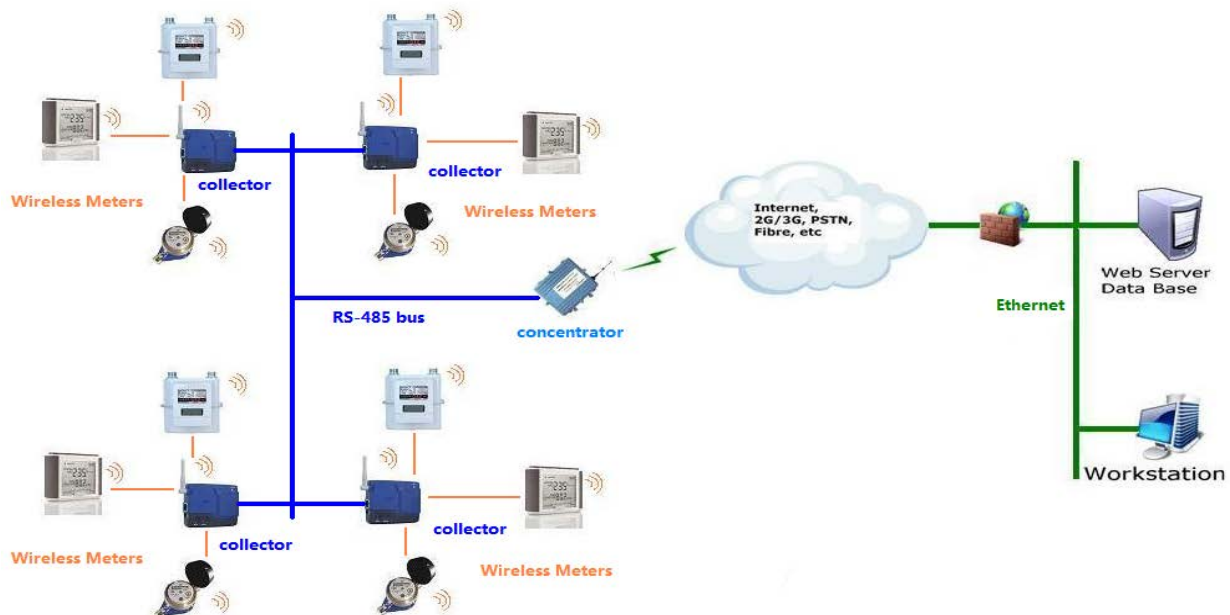 collector
collector
Wireless Meters
Wireless Meters
Internet,
2G/3G, PSTN,
Fibre, etc
Web Server
Data Base
Ethernet
RS-485 bus
concentrator
Workstation
collector
collector
Wireless Meters
Wireless Meters